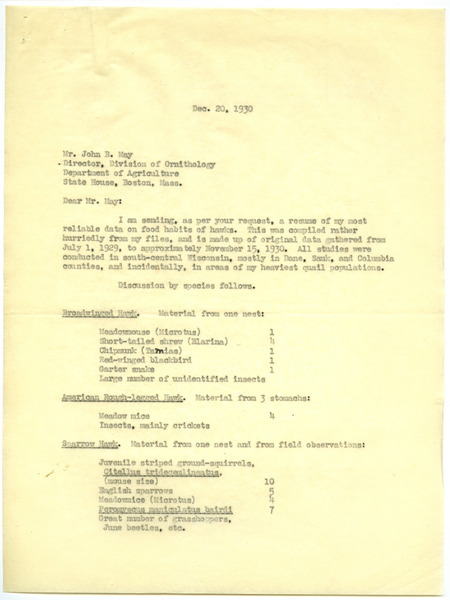 Dec. 20, 1930
Mr. John B. May
Director, Division of Ornithology
Department of Agriculture
State House, Boston, Mass.
Dear Mr. May:
I am sending, as per your request, a resume of my most
reliable data on food habits of hawks. This was compiled rather
hurriedly from my files, and is made up of original data gathered from
July 1, 1929, to approximately November 15, 1930. All studies were
conducted in south-central Wisconsin, mostly in Dane, Sauk, and Columbia
counties, and incidentally, in areas of my heaviest quail populations.
Discussion by species follows.
Broadwinged Hawk. Material from one nest:
Meadowmouse (Microtus) 1
Short-tailed shrew (Blarina) 4
Chipmunk (Tamias) 1
Red-winged blackbird 1
Garter snake 1
Large number of unidentified insects
American Rough-legged Hawk. Material from 3 stomachs:
Meadow mice 4
Insects, mainly crickets
Sparrow Hawk. Material from one nest and from field observations:
Juvenile striped ground-squirrels,
Citellus tridecemlineatus,
(mouse size) 10
English sparrows 5
Meadowmice (Microtus) 4
Peromyscus maniculatus bairdi 7
Great number of grasshoppers,
June beetles, etc.